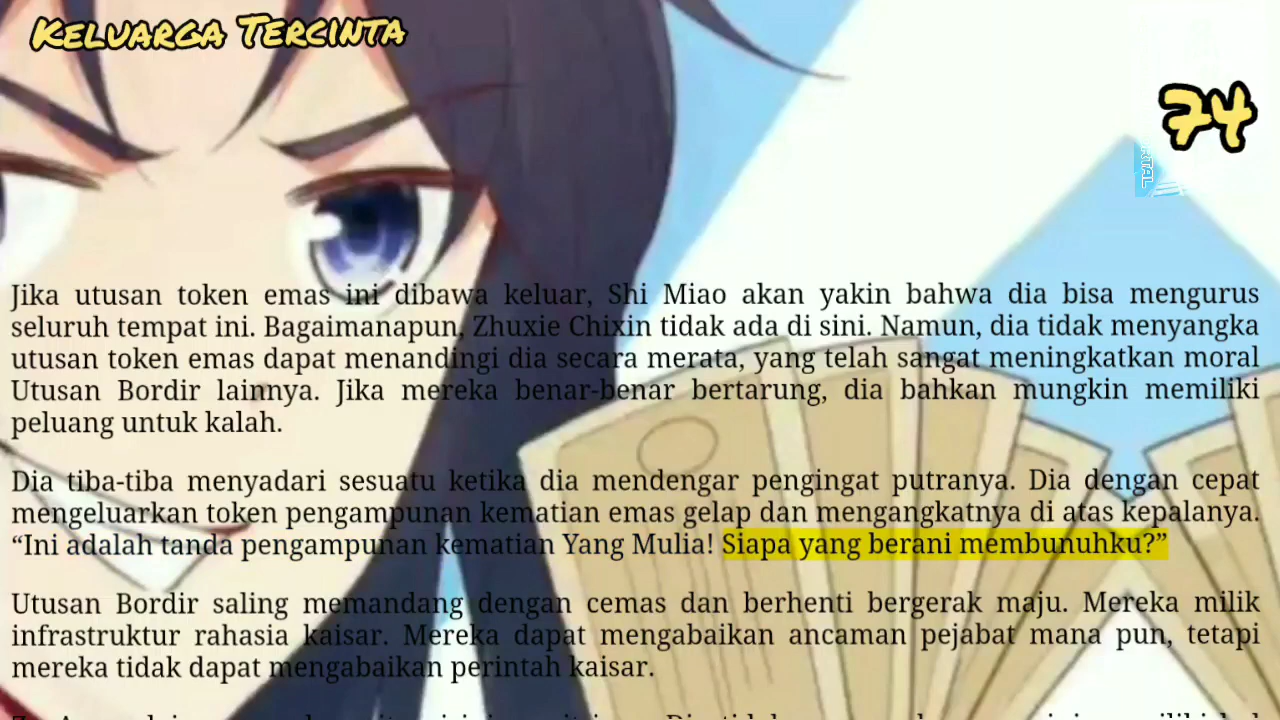 Keluarga Tercinta
74
Jika utusan token emas ini dibawa keluar, Shi Miao akan yakin bahwa dia bisa mengurus
seluruh tempat ini. Bagaimanapun, Zhuxie Chixin tidak ada di sini. Namun, dia tidak menyangka
utusan token emas dapat menandingi dia secara merata, yang telah sangat meningkatkan moral
Utusan Bordir lainnya. Jika mereka benar-benar bertarung, dia bahkan mungkin memiliki
peluang untuk kalah.
Dia tiba-tiba menyadari sesuatu ketika dia mendengar pengingat putranya. Dia dengan cepat
mengeluarkan token pengampunan kematian emas gelap dan mengangkatnya di atas kepalanya.
“Ini adalah tanda pengampunan kematian Yang Mulia! Siapa yang berani membunuhku?”
Utusan Bordir saling memandang dengan cemas dan berhenti bergerak maju. Mereka milik
infrastruktur rahasia kaisar. Mereka dapat mengabaikan ancaman pejabat mana pun, tetapi
mereka tidak dapat mengabaikan perintah kaisar.